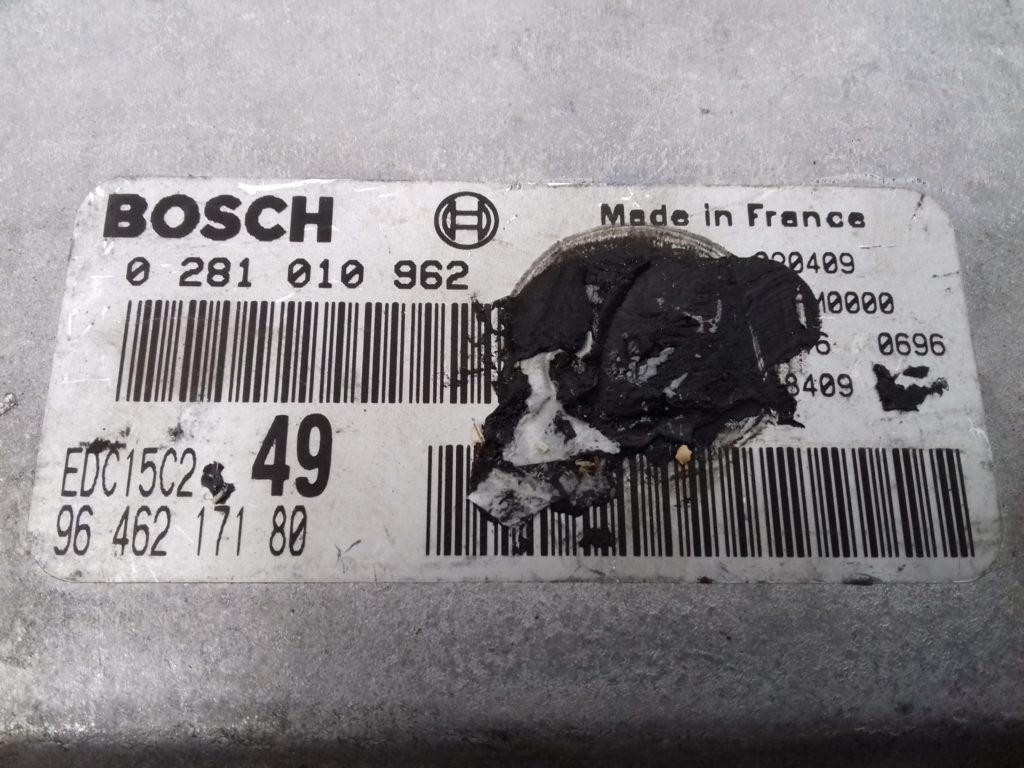 BOSCH
Made in France
0 281 010 962
0696
EDC15C2
49
96 462 171 80